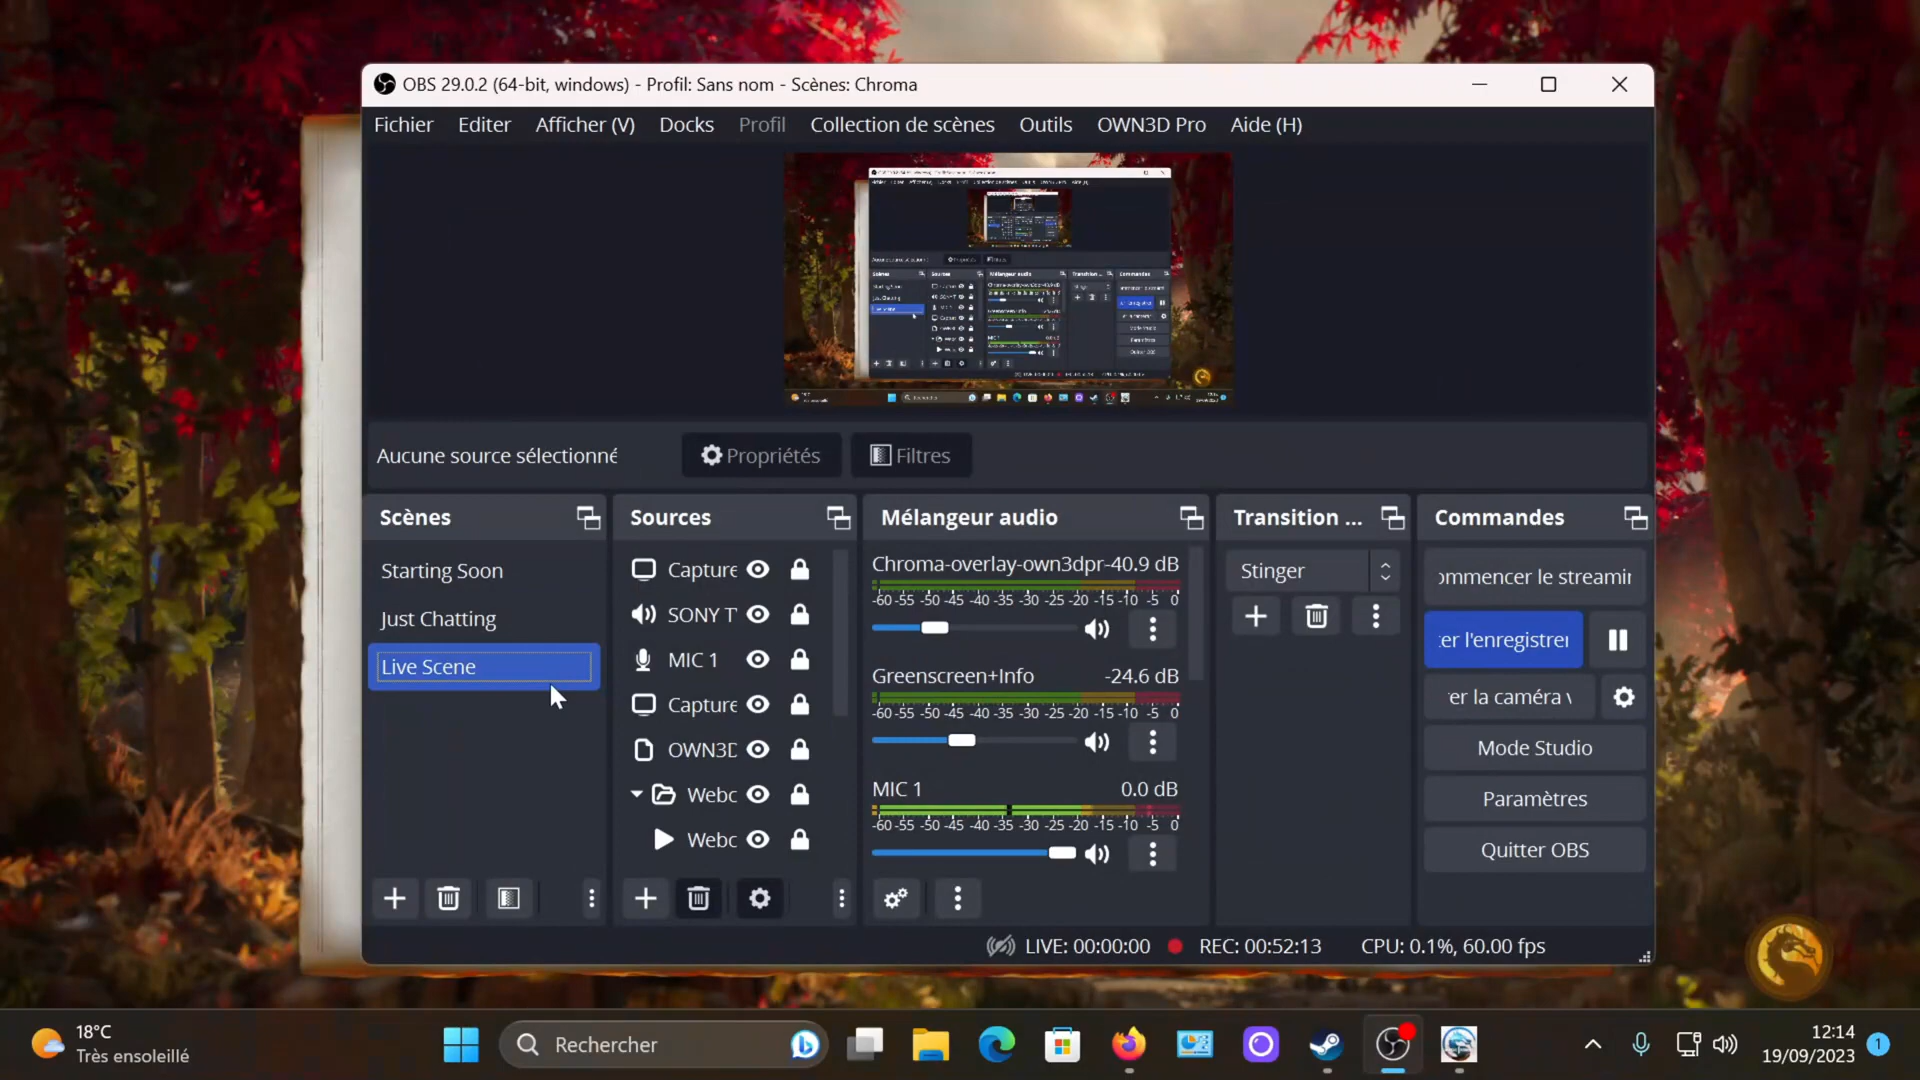 OBS 29.0.2 (64-bit, windows) - Profil: Sans nom - Scènes: Chroma
Fichier Editer Afficher (V) Docks Profil Collection de scènes Outils OWN3D Pro Aide (H)
Aucune source sélectionné
Propriétés
Filtres
Scènes
Starting Soon
Just Chatting
Live Scene
Sources
Capture
SONY T
MIC 1
Capture
OWN3D
Webc
Webc
Mélangeur audio
Chroma-overlay-own3dpr-40.9 dB
-60 -55 -50 -45 -40 -35 -30 -25 -20 -15 -10 -5 0
Greenscreen+Info -24.6 dB
-60 -55 -50 -45 -40 -35 -30 -25 -20 -15 -10 -5 0
MIC 1 0.0 dB
-60 -55 -50 -45 -40 -35 -30 -25 -20 -15 -10 -5 0
Transition ...
Stinger
Commandes
ommencer le streamin
er l'enregistrer
er la caméra v
Mode Studio
Paramètres
Quitter OBS
LIVE: 00:00:00 REC: 00:52:13 CPU: 0.1%, 60.00 fps
18°C
Très ensoleillé
Rechercher
12:14
19/09/2023
1